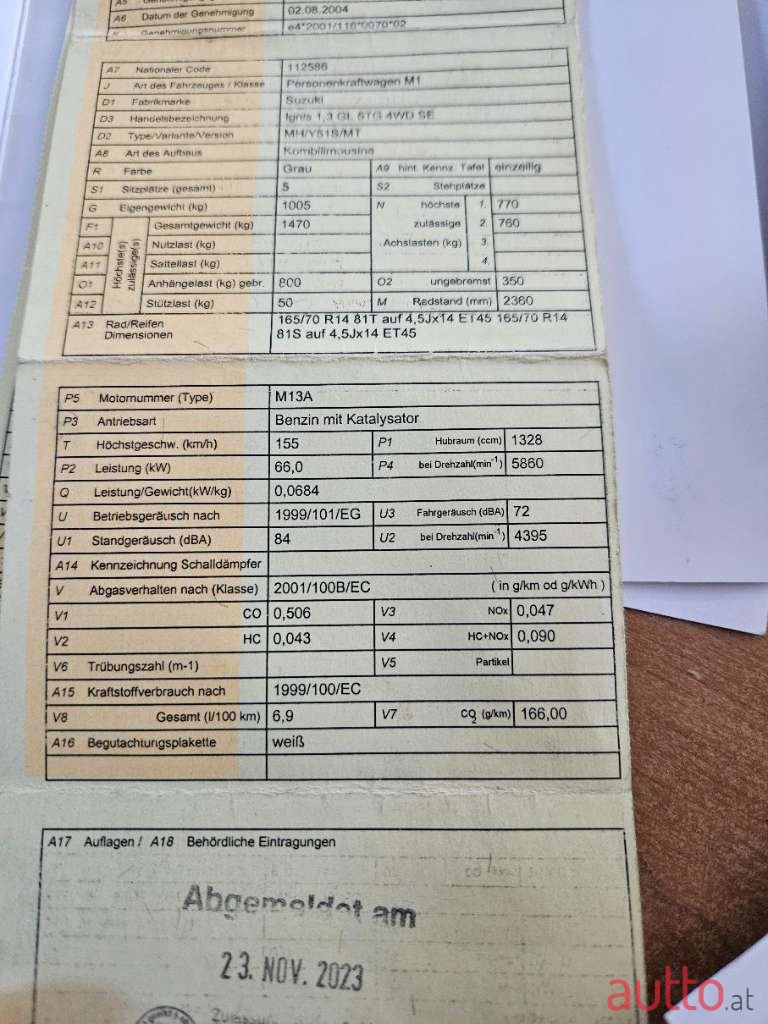 A5
A6 Datum der Genehmigung 02.08.2004
Genehmigungsnummer e4*2001/116*0070*02
A7 Nationaler Code 112586
J Art des Fahrzeuges / Klasse Personenkraftwagen M1
D1 Fabrikmarke Suzuki
D3 Handelsbezeichnung Ignis 1,3 GL 5TG 4WD SE
D2 Type/Variante/Version MH/Y81S/MT
A8 Art des Aufbaus Kombilimousine
R Farbe Grau A9 hint. Kennz. Tafel einzeilig
S1 Sitzplätze (gesamt) 5 S2 Stehplätze
G Eigengewicht (kg) 1005 N höchste 1. 770
F1 Höchste(s) zulässige(s) Gesamtgewicht (kg) 1470 zulässige 2. 760
A10 Nutzlast (kg) Achslasten (kg) 3.
A11 Sattellast (kg) 4.
O1 Anhängelast (kg) gebr. 800 O2 ungebremst 350
A12 Stützlast (kg) 50 M Radstand (mm) 2360
A13 Rad/Reifen Dimensionen 165/70 R14 81T auf 4,5Jx14 ET45 165/70 R14
81S auf 4,5Jx14 ET45
P5 Motornummer (Type) M13A
P3 Antriebsart Benzin mit Katalysator
T Höchstgeschw. (km/h) 155 P1 Hubraum (ccm) 1328
P2 Leistung (kW) 66,0 P4 bei Drehzahl(min⁻¹) 5860
Q Leistung/Gewicht(kW/kg) 0,0684
U Betriebsgeräusch nach 1999/101/EG U3 Fahrgeräusch (dBA) 72
U1 Standgeräusch (dBA) 84 U2 bei Drehzahl(min⁻¹) 4395
A14 Kennzeichnung Schalldämpfer
V Abgasverhalten nach (Klasse) 2001/100B/EC ( in g/km od g/kWh )
V1 CO 0,506 V3 NOx 0,047
V2 HC 0,043 V4 HC+NOx 0,090
V6 Trübungszahl (m-1) V5 Partikel
A15 Kraftstoffverbrauch nach 1999/100/EC
V8 Gesamt (l/100 km) 6,9 V7 CO₂ (g/km) 166,00
A16 Begutachtungsplakette weiß
A17 Auflagen / A18 Behördliche Eintragungen
Abgemeldet am
23. NOV. 2023
autto.at